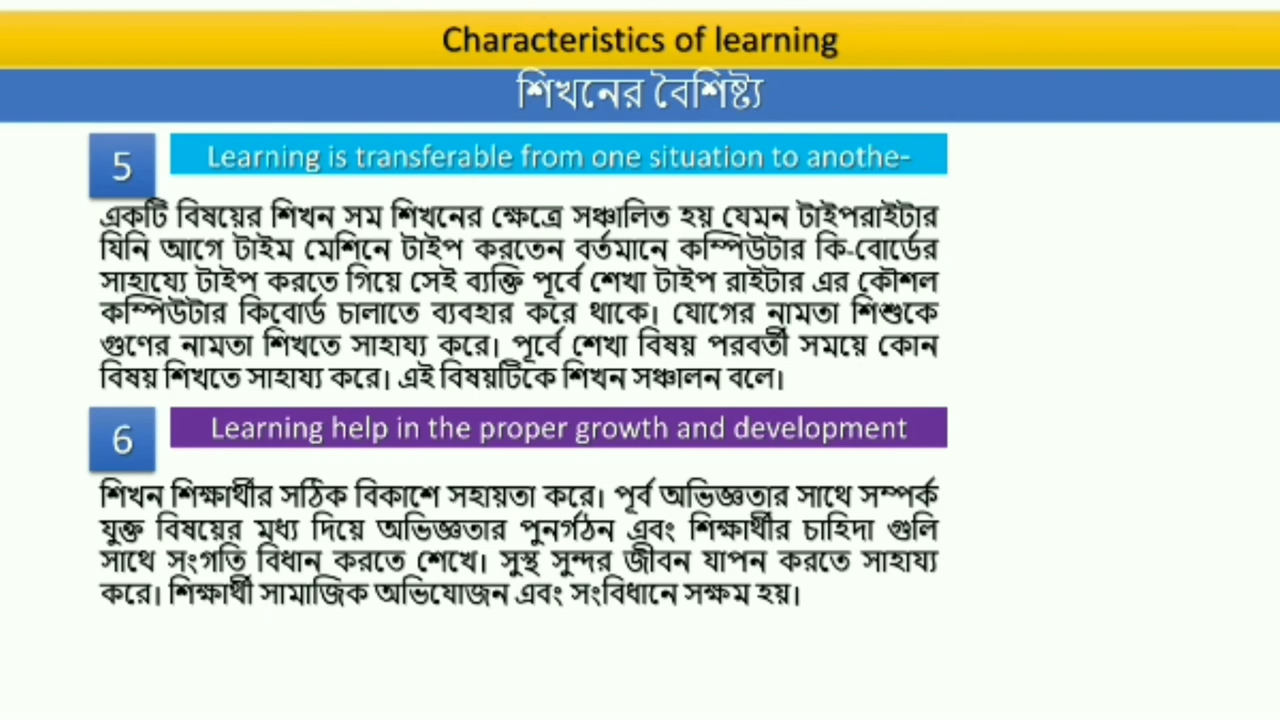 Characteristics of learning
শিখনের বৈশিষ্ট্য
5
Learning is transferable from one situation to anothe-
একটি বিষয়ের শিখন সম শিখনের ক্ষেত্রে সঞ্চালিত হয় যেমন টাইপরাইটার
যিনি আগে টাইম মেশিনে টাইপ করতেন বর্তমানে কম্পিউটার কি-বোর্ডের
সাহায্যে টাইপ করতে গিয়ে সেই ব্যক্তি পূর্বে শেখা টাইপ রাইটার এর কৌশল
কম্পিউটার কিবোর্ড চালাতে ব্যবহার করে থাকে। যোগের নামতা শিশুকে
গুণের নামতা শিখতে সাহায্য করে। পূর্বে শেখা বিষয় পরবর্তী সময়ে কোন
বিষয় শিখতে সাহায্য করে। এই বিষয়টিকে শিখন সঞ্চালন বলে।
6
Learning help in the proper growth and development
শিখন শিক্ষার্থীর সঠিক বিকাশে সহায়তা করে। পূর্ব অভিজ্ঞতার সাথে সম্পর্ক
যুক্ত বিষয়ের মধ্য দিয়ে অভিজ্ঞতার পুনর্গঠন এবং শিক্ষার্থীর চাহিদা গুলি
সাথে সংগতি বিধান করতে শেখে। সুস্থ সুন্দর জীবন যাপন করতে সাহায্য
করে। শিক্ষার্থী সামাজিক অভিযোজন এবং সংবিধানে সক্ষম হয়।